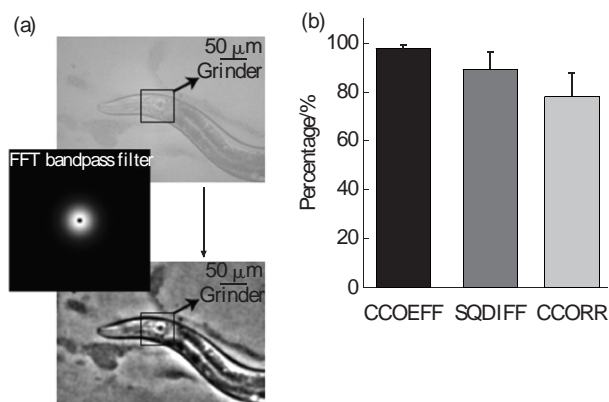 (a)
50 μm
Grinder
FFT bandpass filter
50 μm
Grinder
(b)
Percentage/%
100
80
60
40
20
0
CCOEFF SQDIFF CCORR